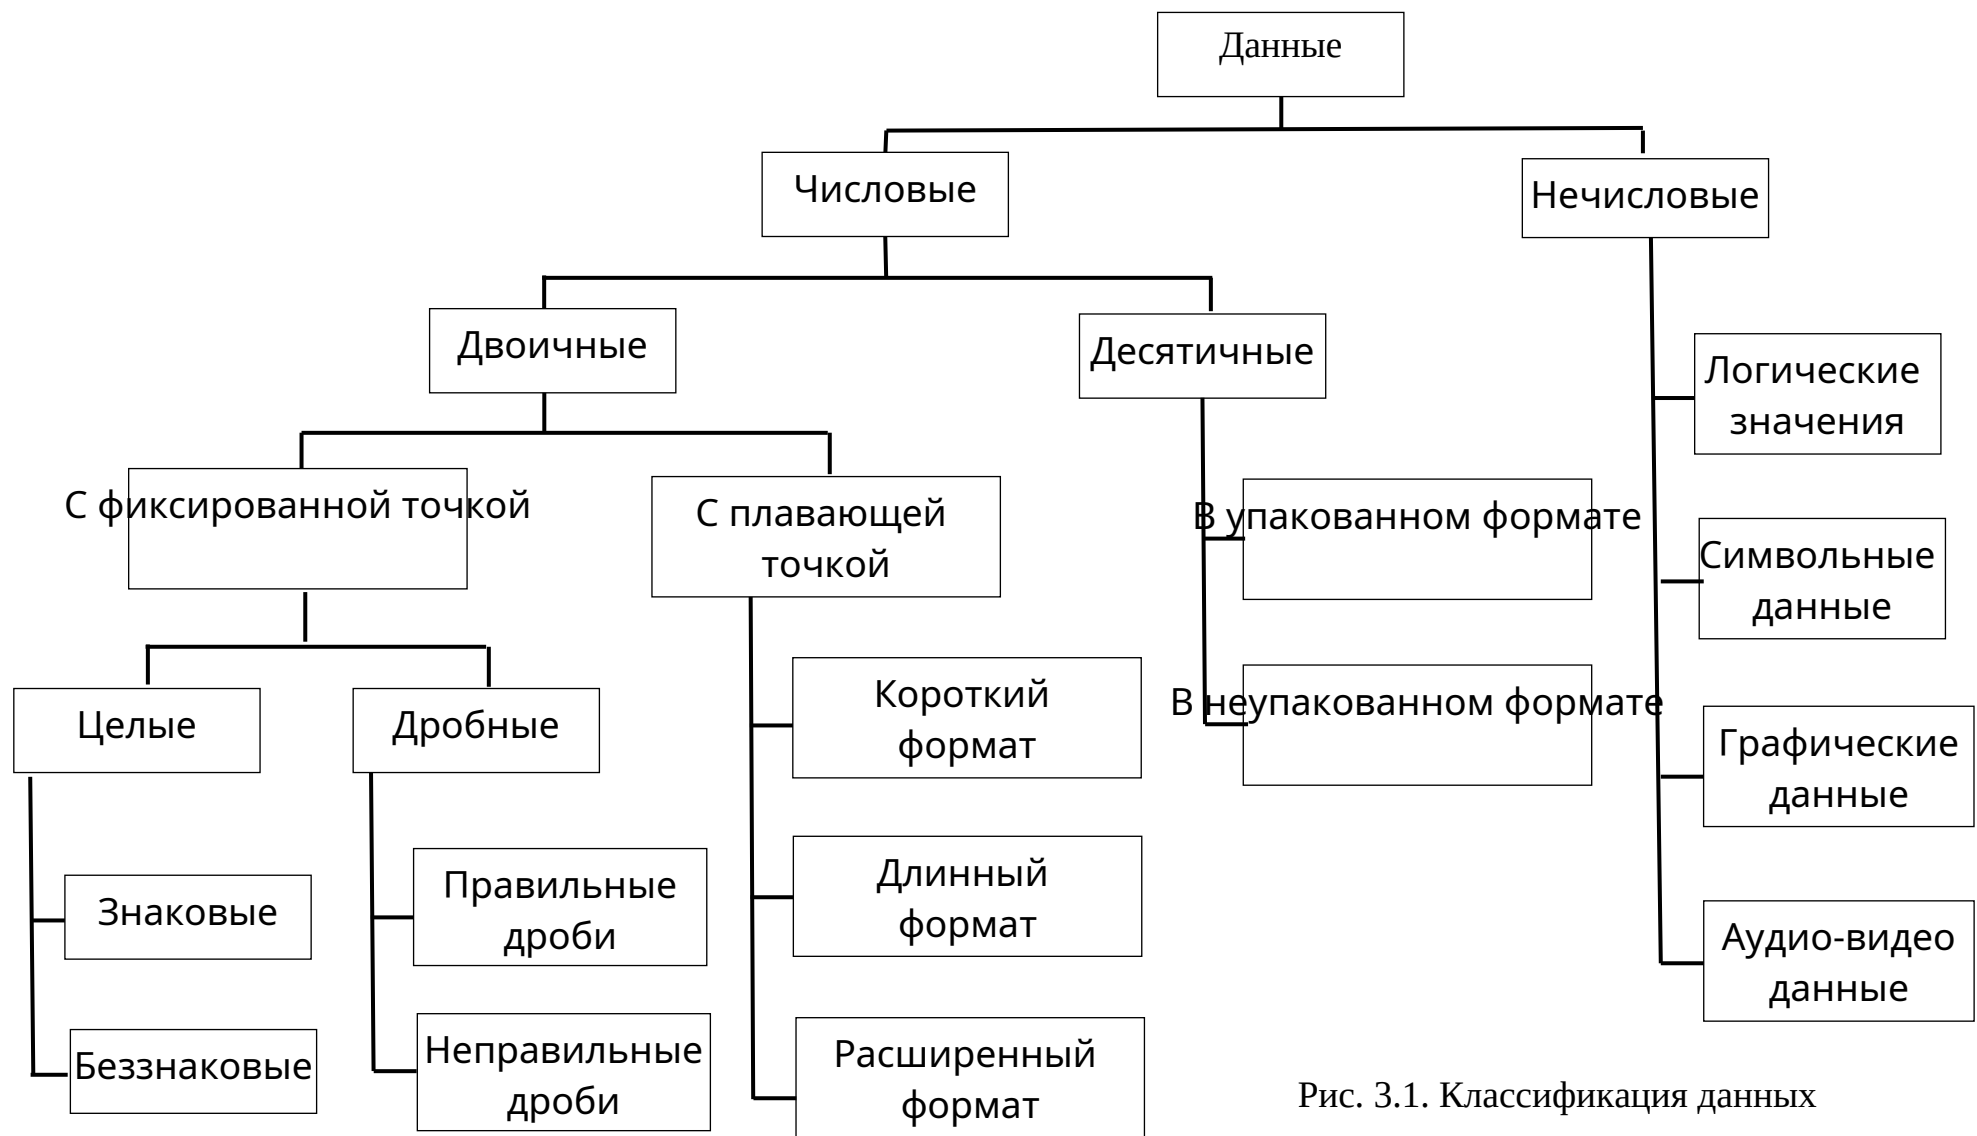 Данные
Числовые
Нечисловые
Двоичные
Десятичные
Логические
значения
С фиксированной точкой
С плавающей
точкой
В упакованном формате
Символьные
данные
Целые
Дробные
Короткий
формат
В неупакованном формате
Графические
данные
Знаковые
Правильные
дроби
Длинный
формат
Аудио-видео
данные
Беззнаковые
Неправильные
дроби
Расширенный
формат
Рис. 3.1. Классификация данных